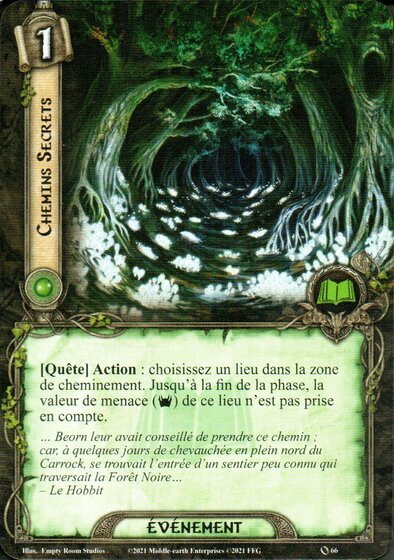 1
CHEMINS SECRETS
[Quête] Action : choisissez un lieu dans la zone
de cheminement. Jusqu'à la fin de la phase, la
valeur de menace ( ) de ce lieu n'est pas prise
en compte.
… Beorn leur avait conseillé de prendre ce chemin :
car, à quelques jours de chevauchée en plein nord du
Carrock, se trouvait l'entrée d'un sentier peu connu qui
traversait la Forêt Noire…
– Le Hobbit
ÉVÉNEMENT
Illus. Empty Room Studios ©2021 Middle-earth Enterprises ©2021 FFG 66